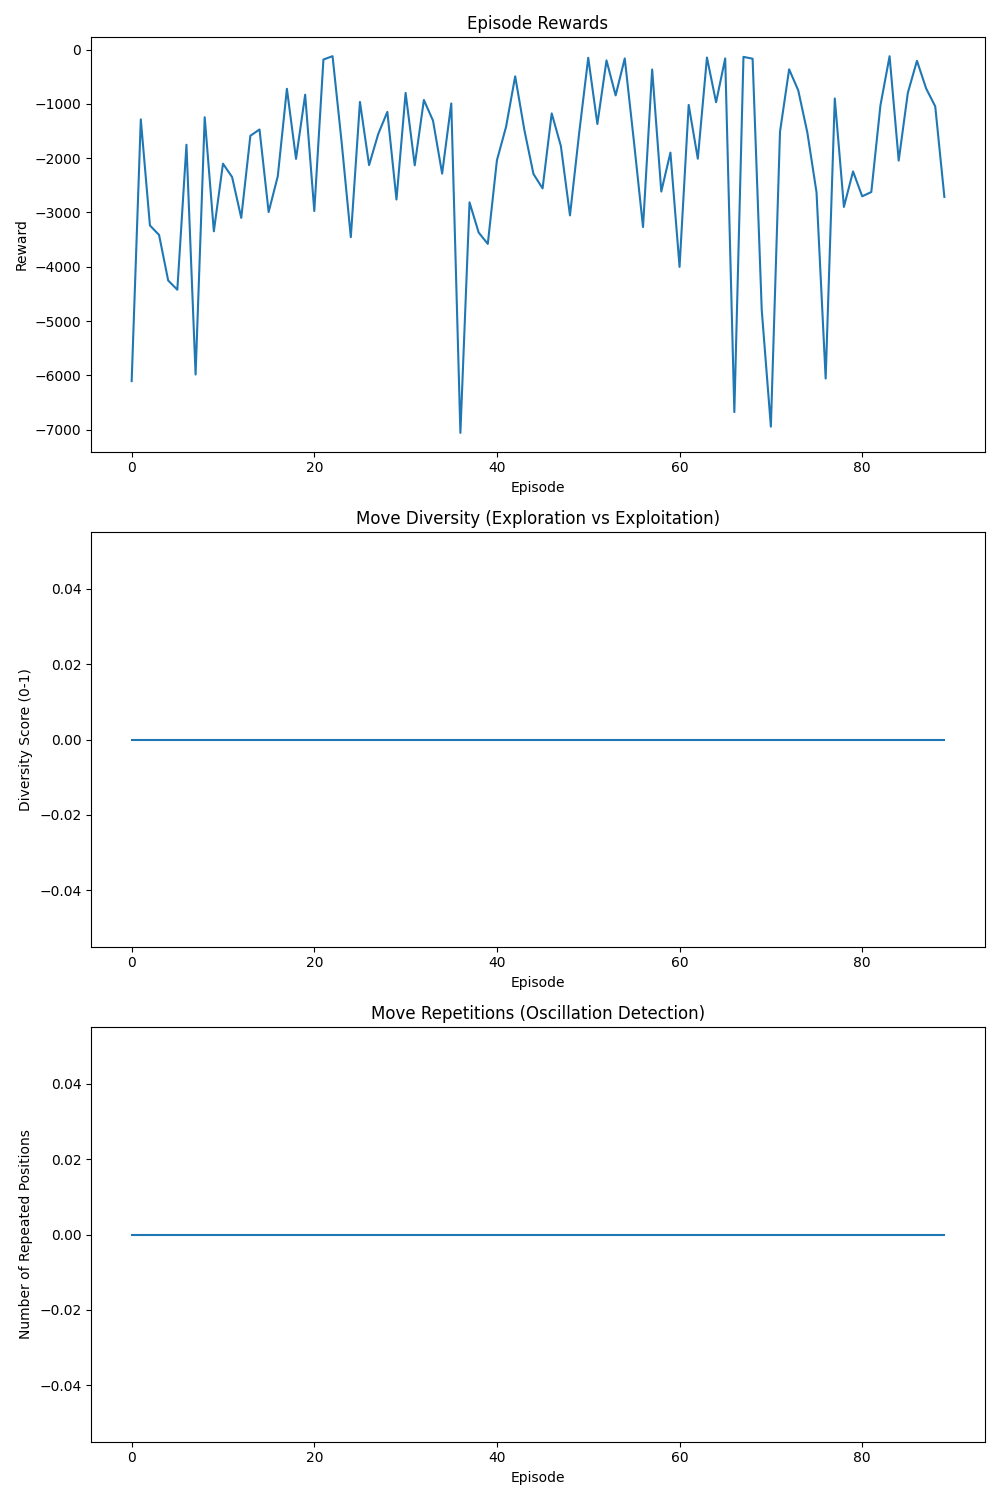 Episode Rewards
0
−1000
−2000
−3000
−4000
−5000
−6000
−7000
Reward
0 20 40 60 80
Episode
Move Diversity (Exploration vs Exploitation)
0.04
0.02
0.00
−0.02
−0.04
Diversity Score (0-1)
0 20 40 60 80
Episode
Move Repetitions (Oscillation Detection)
0.04
0.02
0.00
−0.02
−0.04
Number of Repeated Positions
0 20 40 60 80
Episode